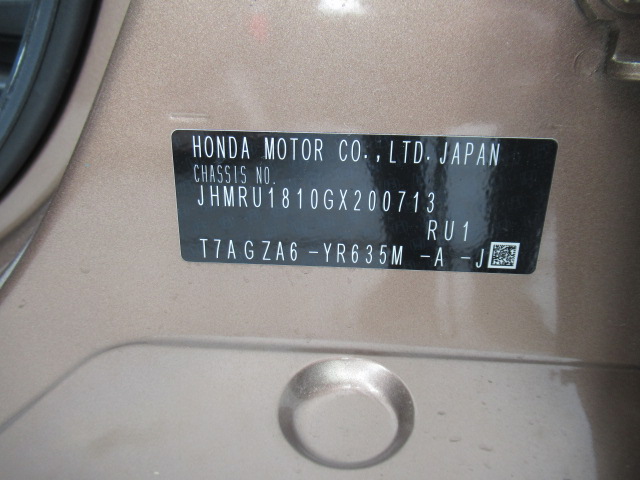 HONDA MOTOR CO.,LTD.JAPAN
CHASSIS NO.
JHMRU1810GX200713
RU1
T7AGZA6-YR635M -A -J